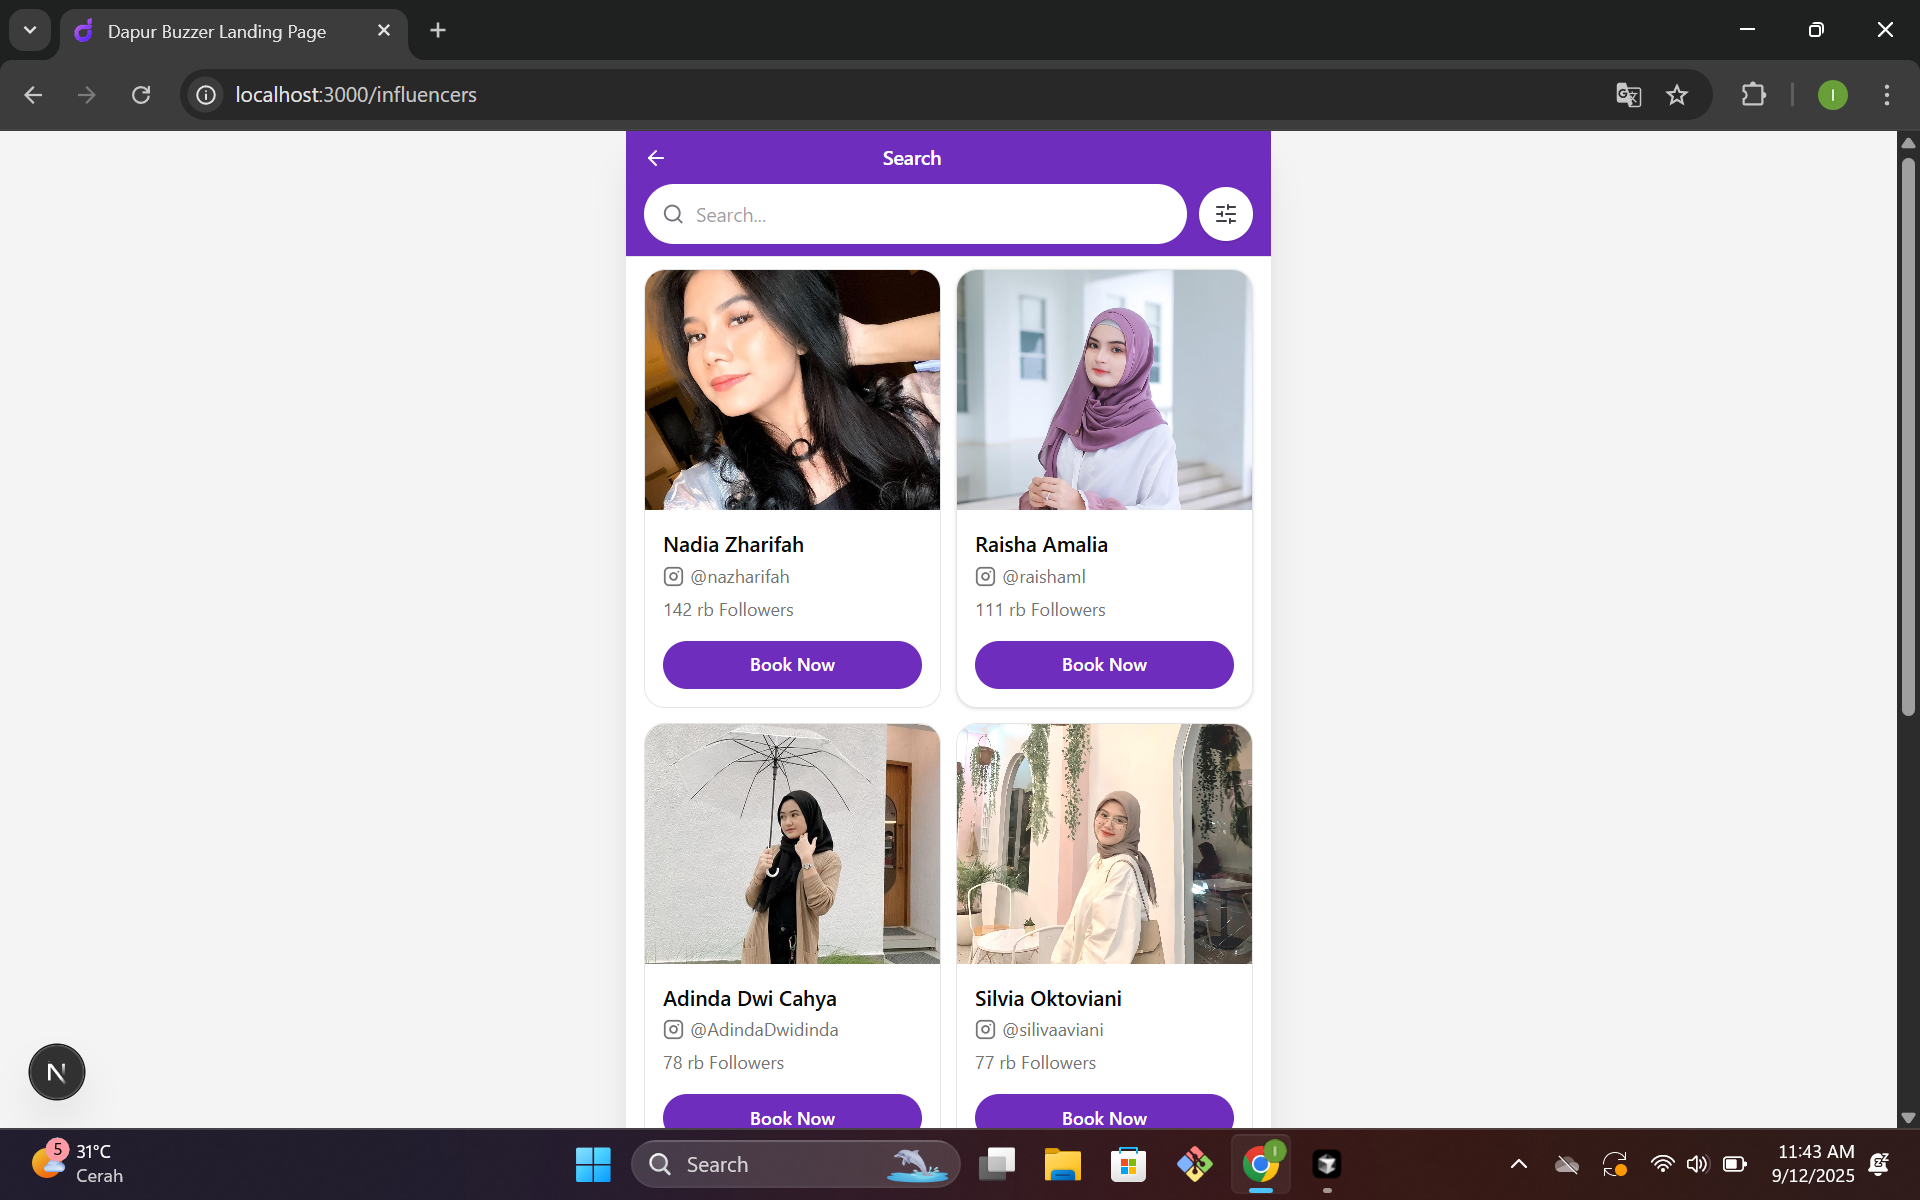 Dapur Buzzer Landing Page
localhost:3000/influencers
I
Search
Search...
Nadia Zharifah
@nazharifah
142 rb Followers
Book Now
Raisha Amalia
@raishaml
111 rb Followers
Book Now
Adinda Dwi Cahya
@AdindaDwidinda
78 rb Followers
Book Now
Silvia Oktoviani
@silivaaviani
77 rb Followers
Book Now
N
5
31°C
Cerah
Search
I
11:43 AM
9/12/2025